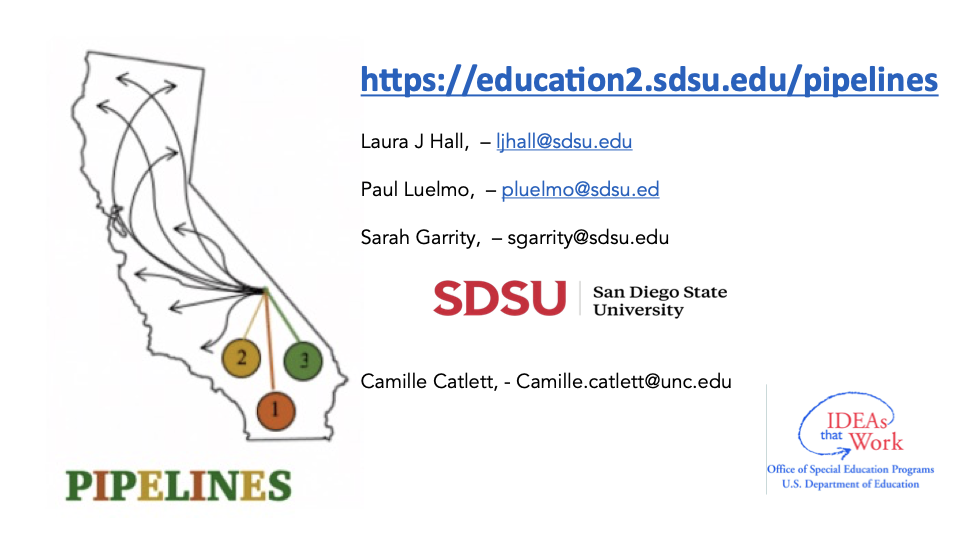 https://education2.sdsu.edu/pipelines
Laura J Hall,  – ljhall@sdsu.edu
Paul Luelmo,  – pluelmo@sdsu.ed
Sarah Garrity,  – sgarrity@sdsu.edu
SDSU
San Diego State
University
2
3
1
Camille Catlett, - Camille.catlett@unc.edu
PIPELINES
IDEAs
that Work
Office of Special Education Programs
U.S. Department of Education